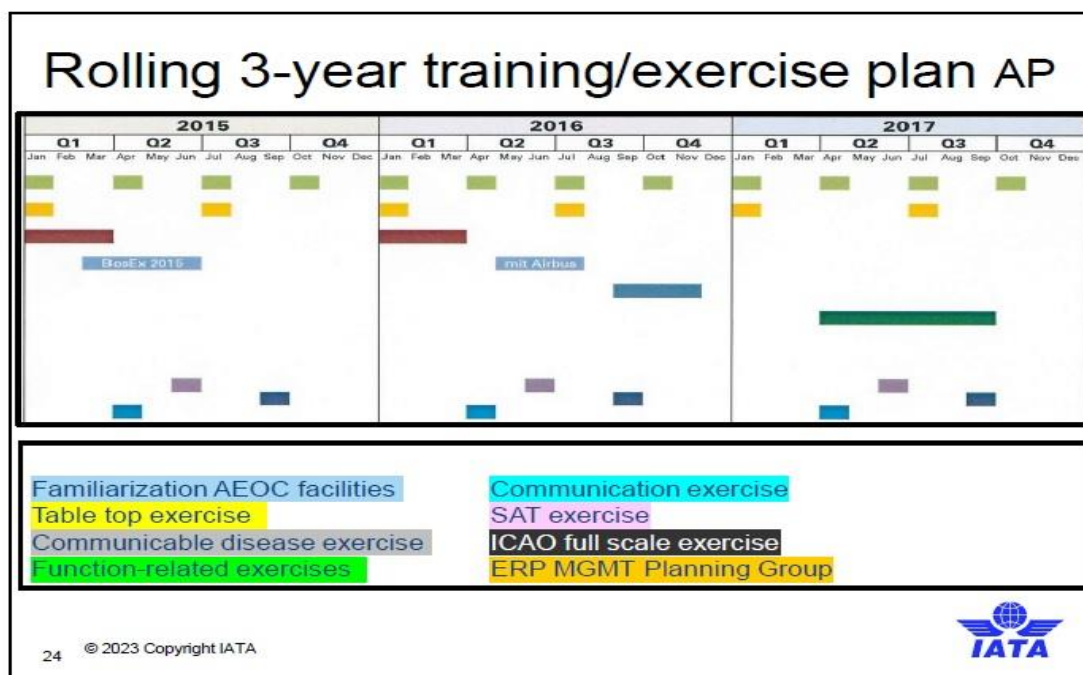 Rolling 3-year training/exercise plan AP
2015 2016 2017
Q1 Q2 Q3 Q4 Q1 Q2 Q3 Q4 Q1 Q2 Q3 Q4
Jan Feb Mar Apr May Jun Jul Aug Sep Oct Nov Dec Jan Feb Mar Apr May Jun Jul Aug Sep Oct Nov Dec Jan Feb Mar Apr May Jun Jul Aug Sep Oct Nov Dec
BosEx 2015 mit Airbus
Familiarization AEOC facilities
Table top exercise
Communicable disease exercise
Function-related exercises
Communication exercise
SAT exercise
ICAO full scale exercise
ERP MGMT Planning Group
24 © 2023 Copyright IATA
IATA